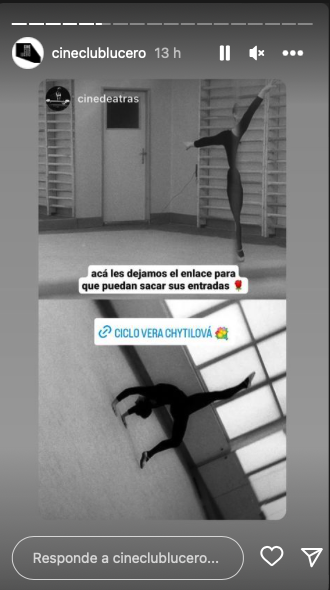 cineclublucero 13 h
cinedeatras
acá les dejamos el enlace para
que puedan sacar sus entradas 🌹
CICLO VERA CHYTILOVÁ 💐
Responde a cineclublucero...